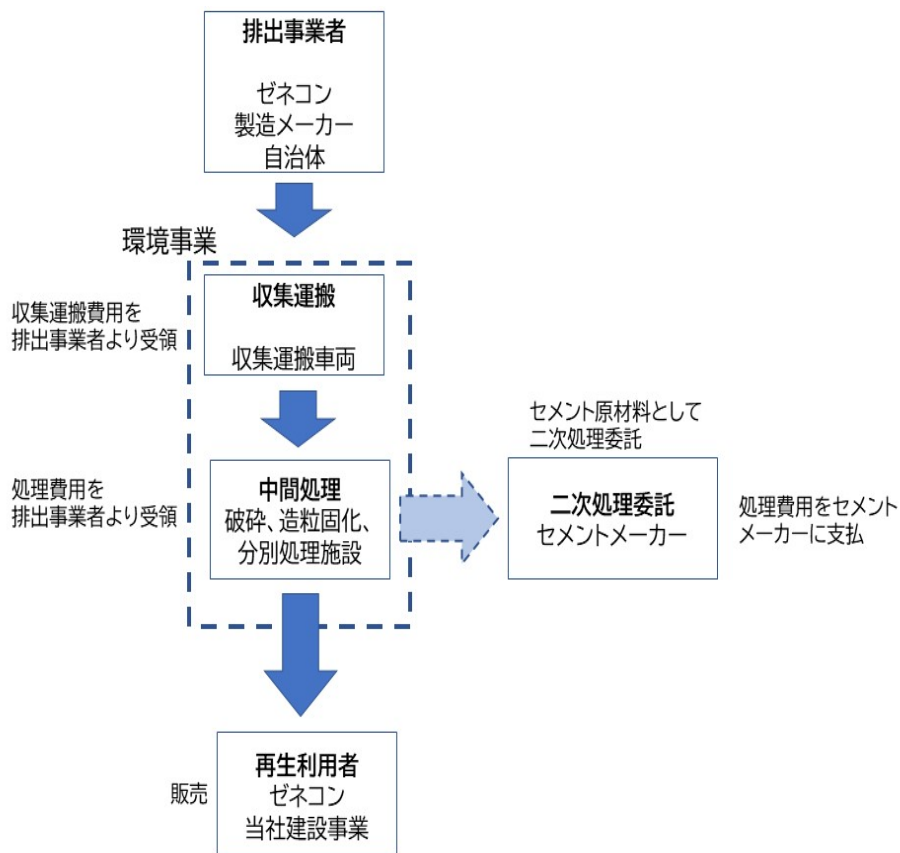 排出事業者
ゼネコン
製造メーカー
自治体
環境事業
収集運搬費用を
排出事業者より受領
収集運搬
収集運搬車両
処理費用を
排出事業者より受領
中間処理
破砕、造粒固化、
分別処理施設
セメント原材料として
二次処理委託
二次処理委託
セメントメーカー
処理費用をセメント
メーカーに支払
販売
再生利用者
ゼネコン
当社建設事業